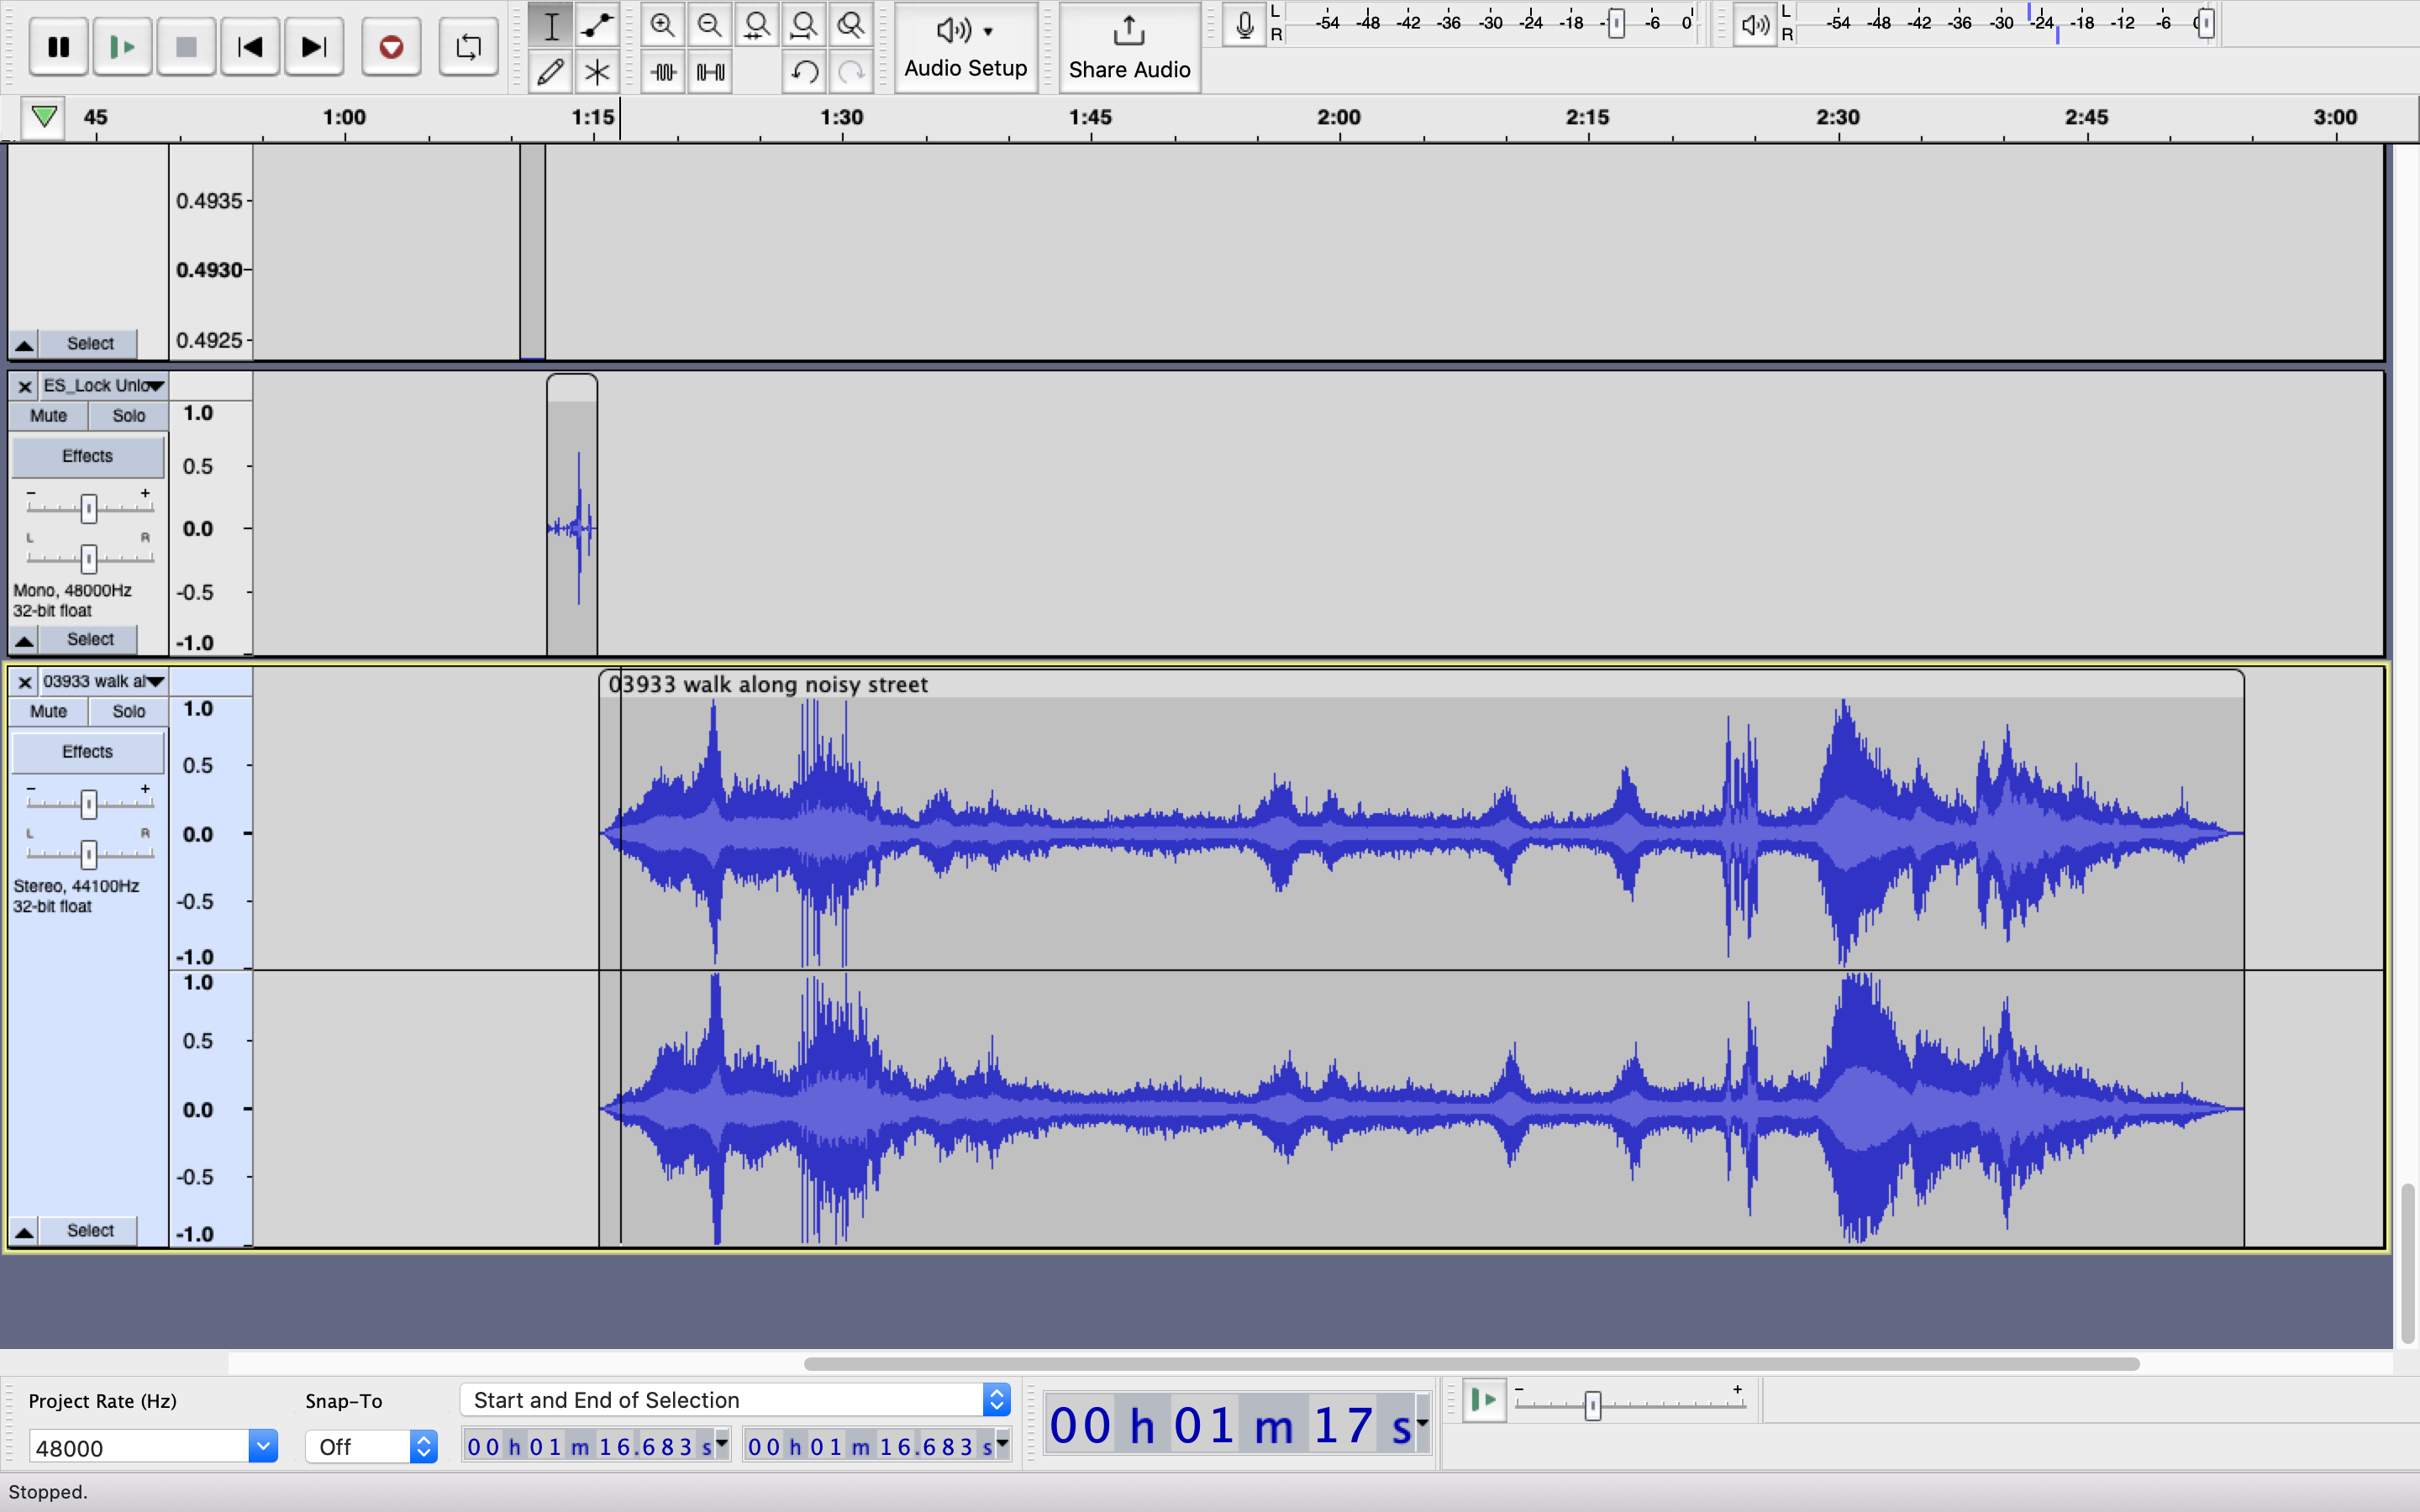 Audio Setup
Share Audio
L
R
-54 -48 -42 -36 -30 -24 -18 -6 0
L
R
-54 -48 -42 -36 -30 -24 -18 -12 -6
45 1:00 1:15 1:30 1:45 2:00 2:15 2:30 2:45 3:00
0.4935
0.4930
0.4925
Select
ES_Lock Unlo
Mute Solo
Effects
- +
L R
Mono, 48000Hz
32-bit float
Select
1.0
0.5
0.0
-0.5
-1.0
03933 walk al
Mute Solo
Effects
- +
L R
Stereo, 44100Hz
32-bit float
Select
1.0
0.5
0.0
-0.5
-1.0
1.0
0.5
0.0
-0.5
-1.0
03933 walk along noisy street
Project Rate (Hz)
48000
Snap-To
Off
Start and End of Selection
00 h 01 m 16.683 s
00 h 01 m 16.683 s
00 h 01 m 17 s
- +
Stopped.